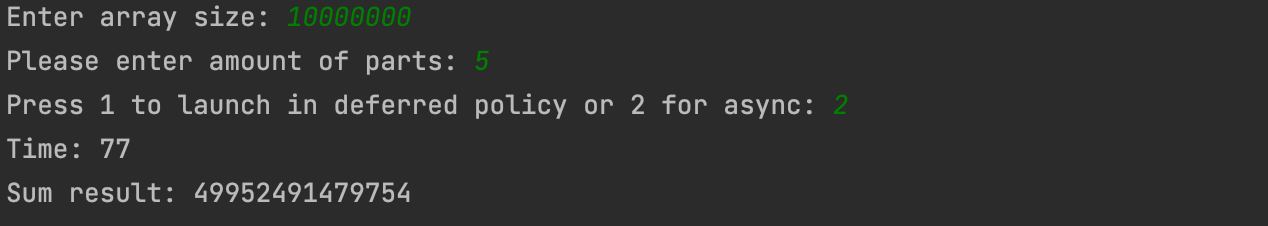 Enter array size: 10000000
Please enter amount of parts: 5
Press 1 to launch in deferred policy or 2 for async: 2
Time: 77
Sum result: 49952491479754